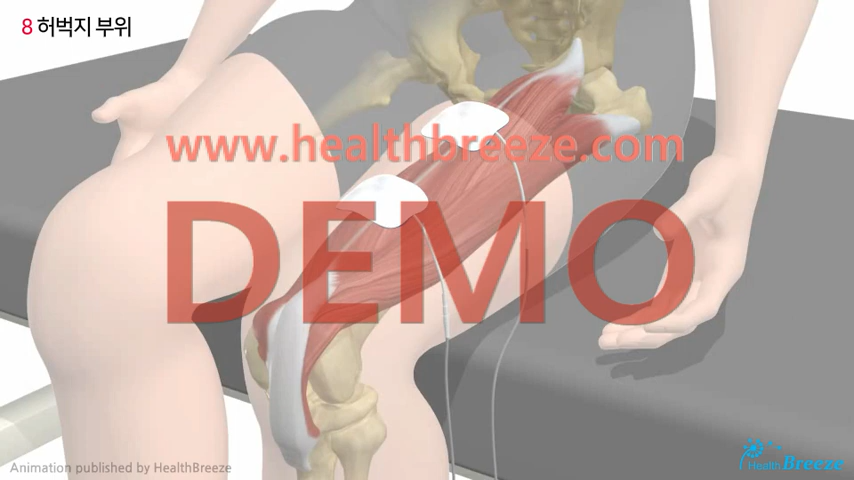 8 허벅지 부위
www.healthbreeze.com
DEMO
Animation published by HealthBreeze
Health Breeze